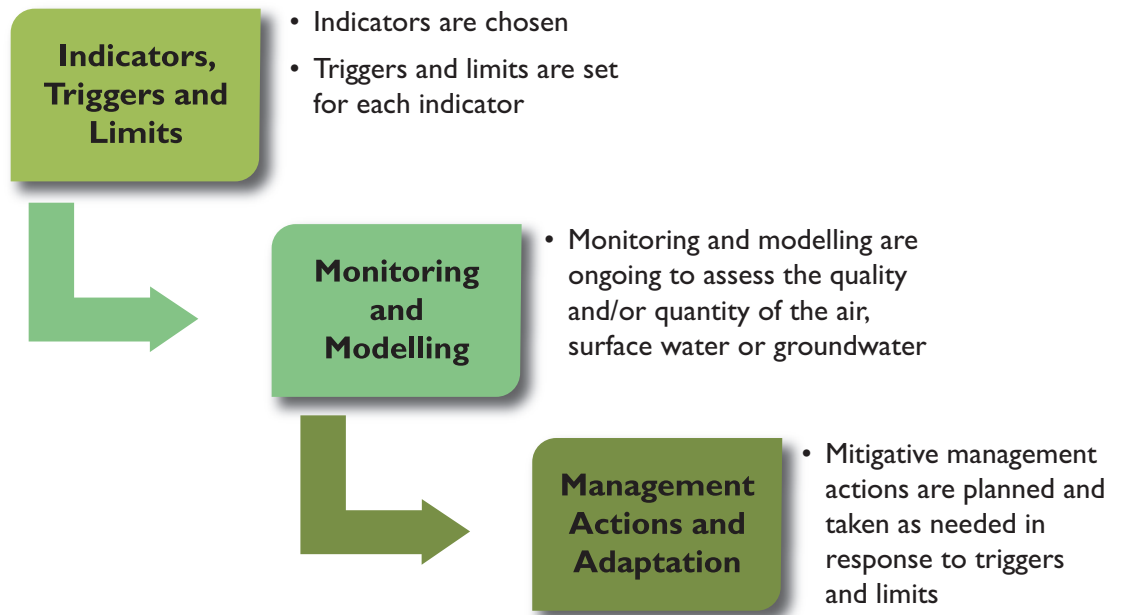 Indicators,
Triggers and
Limits
• Indicators are chosen
• Triggers and limits are set
for each indicator
Monitoring
and
Modelling
• Monitoring and modelling are
ongoing to assess the quality
and/or quantity of the air,
surface water or groundwater
Management
Actions and
Adaptation
• Mitigative management
actions are planned and
taken as needed in
response to triggers
and limits